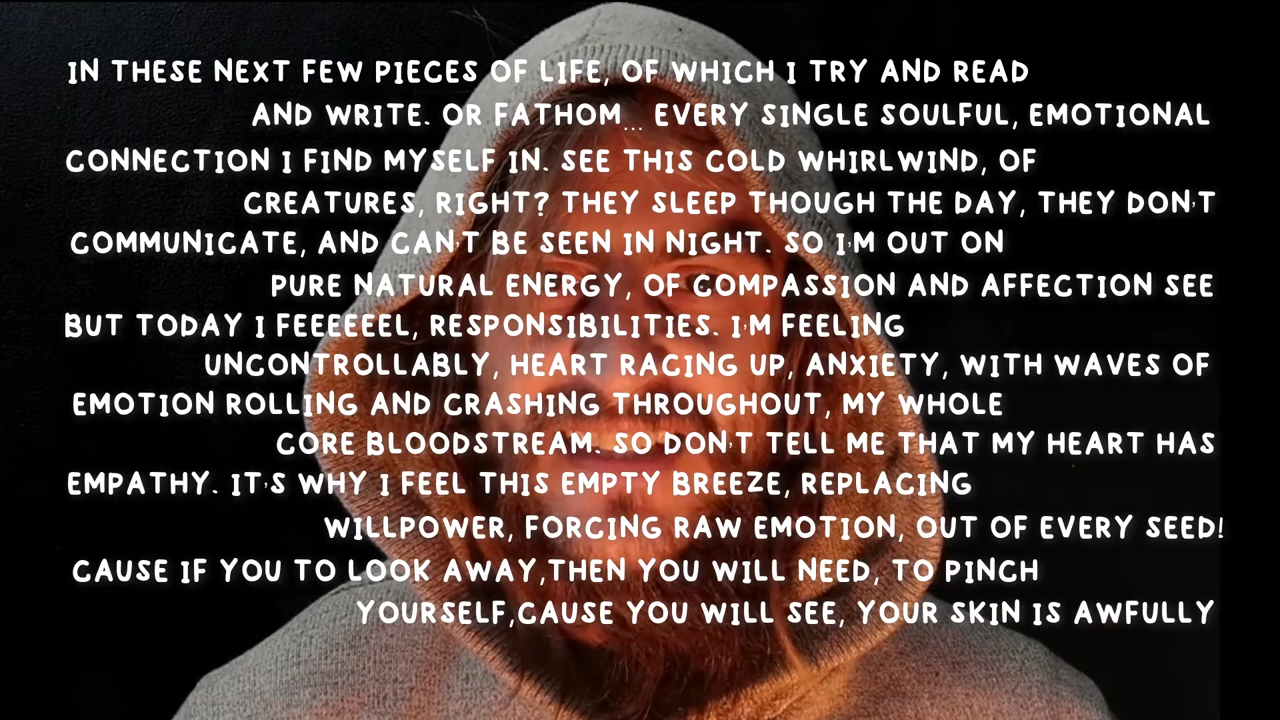 IN THESE NEXT FEW PIECES OF LIFE, OF WHICH I TRY AND READ
AND WRITE. OR FATHOM... EVERY SINGLE SOULFUL, EMOTIONAL
CONNECTION I FIND MYSELF IN. SEE THIS COLD WHIRLWIND, OF
CREATURES, RIGHT? THEY SLEEP THOUGH THE DAY, THEY DON'T
COMMUNICATE, AND CAN'T BE SEEN IN NIGHT. SO I'M OUT ON
PURE NATURAL ENERGY, OF COMPASSION AND AFFECTION SEE
BUT TODAY I FEEEEEEL, RESPONSIBILITIES. I'M FEELING
UNCONTROLLABLY, HEART RACING UP, ANXIETY, WITH WAVES OF
EMOTION ROLLING AND CRASHING THROUGHOUT, MY WHOLE
CORE BLOODSTREAM. SO DON'T TELL ME THAT MY HEART HAS
EMPATHY. IT'S WHY I FEEL THIS EMPTY BREEZE, REPLACING
WILLPOWER, FORCING RAW EMOTION, OUT OF EVERY SEED!
CAUSE IF YOU TO LOOK AWAY,THEN YOU WILL NEED, TO PINCH
YOURSELF,CAUSE YOU WILL SEE, YOUR SKIN IS AWFULLY